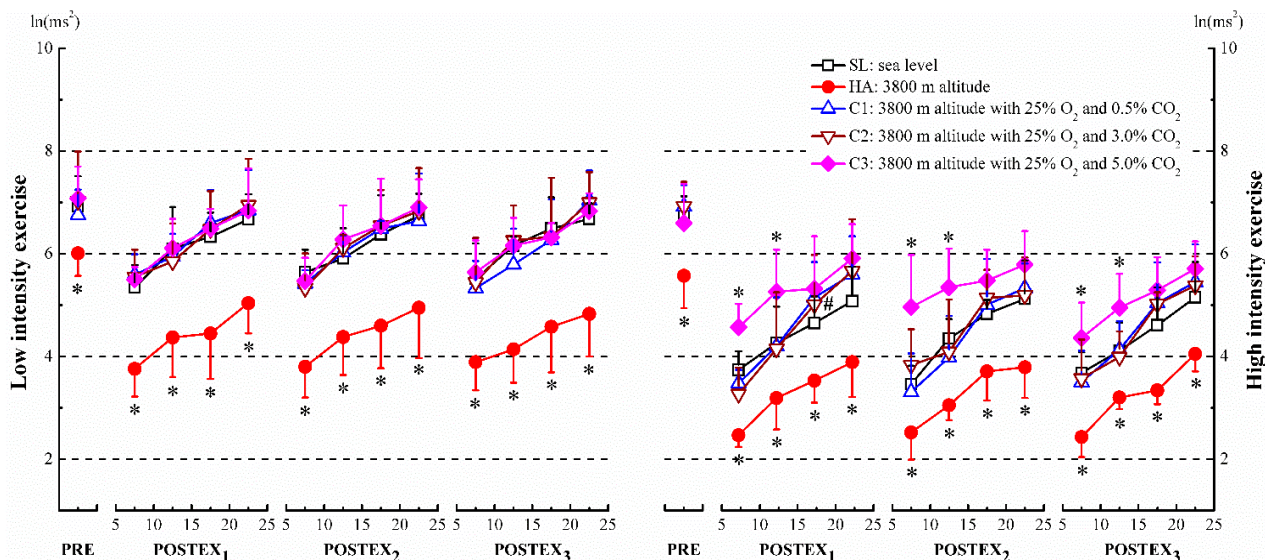 ln(ms²)
ln(ms²)
10
8
6
4
2
Low intensity exercise
SL: sea level
HA: 3800 m altitude
C1: 3800 m altitude with 25% O₂ and 0.5% CO₂
C2: 3800 m altitude with 25% O₂ and 3.0% CO₂
C3: 3800 m altitude with 25% O₂ and 5.0% CO₂
10
8
6
4
2
High intensity exercise
*
* * * *
* * * *
*
* *
* * * *
#
* *
* * * *
* *
* * * *
5 10 15 20 25 5 10 15 20 25 5 10 15 20 25
5 10 15 20 25 5 10 15 20 25 5 10 15 20 25
PRE POSTEX₁ POSTEX₂ POSTEX₃
PRE POSTEX₁ POSTEX₂ POSTEX₃